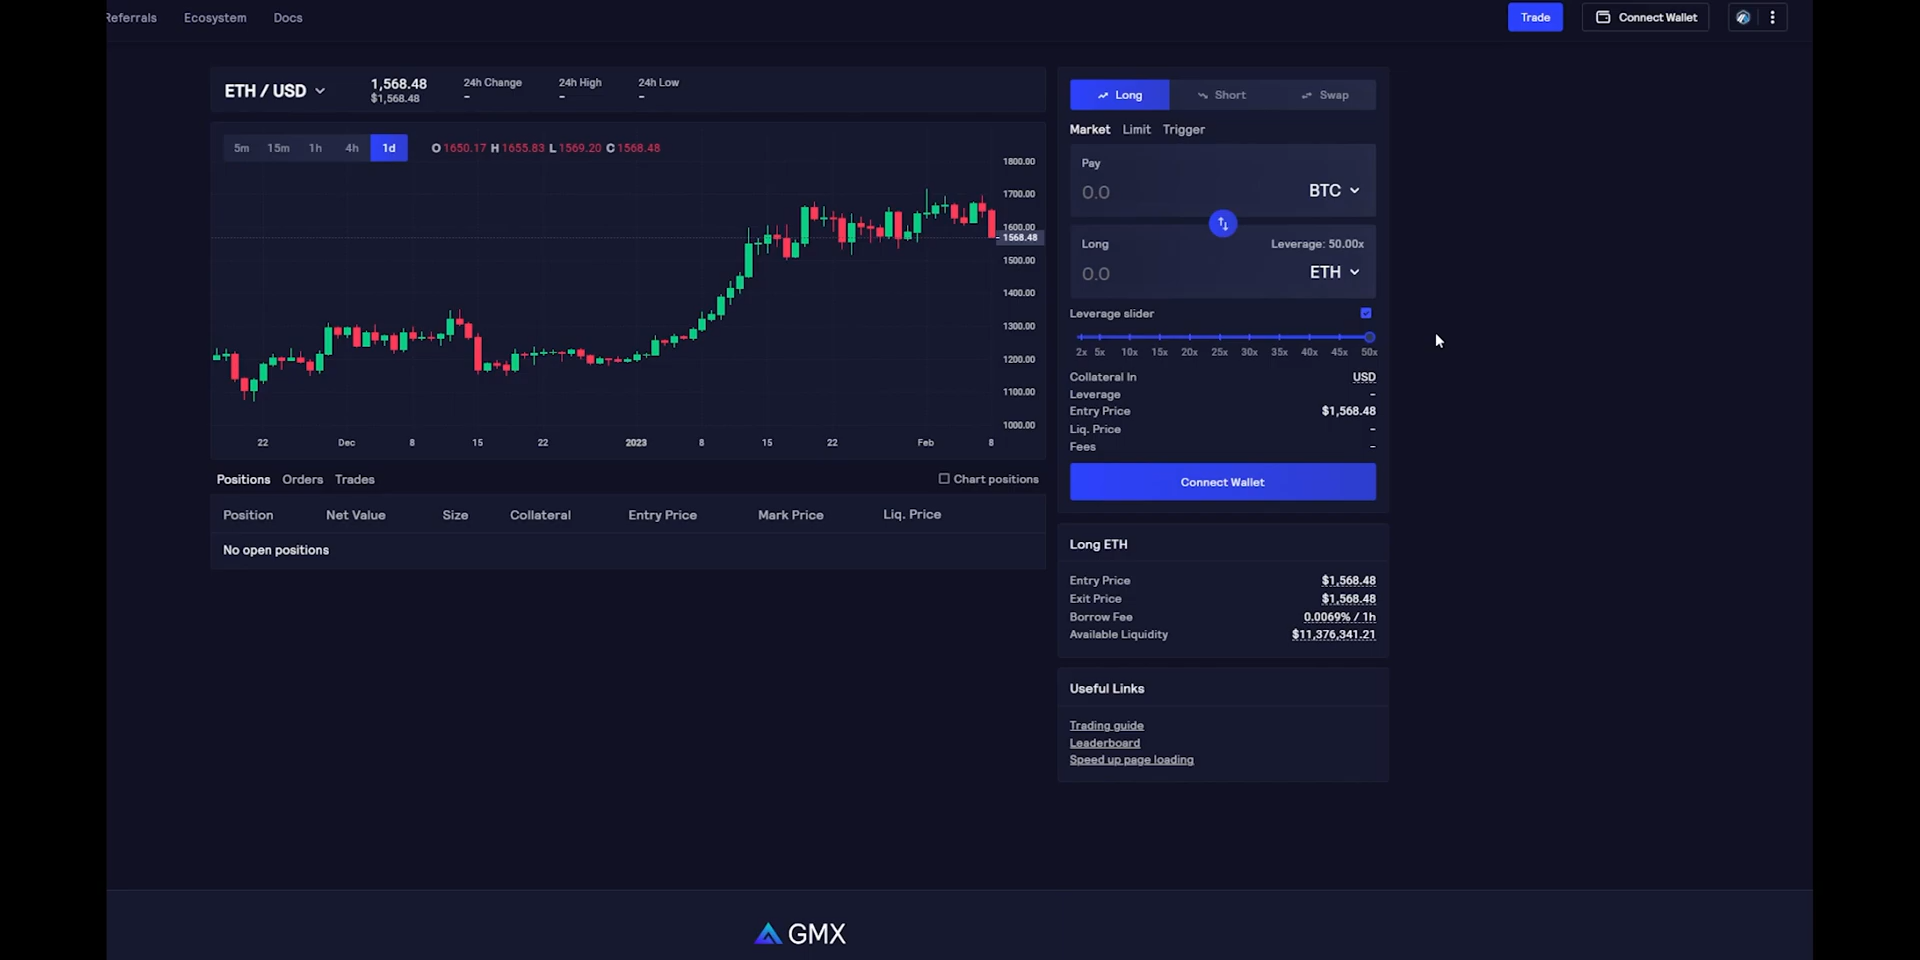 Referrals Ecosystem Docs
Trade Connect Wallet
ETH / USD
1,568.48
$1,568.48
24h Change
-
24h High
-
24h Low
-
5m 15m 1h 4h 1d
O 1650.17 H 1655.83 L 1569.20 C 1568.48
1800.00
1700.00
1600.00
1568.48
1500.00
1400.00
1300.00
1200.00
1100.00
1000.00
22 Dec 8 15 22 2023 8 15 22 Feb 8
Positions Orders Trades
Chart positions
Position Net Value Size Collateral Entry Price Mark Price Liq. Price
No open positions
Long Short Swap
Market Limit Trigger
Pay
0.0 BTC
Long Leverage: 50.00x
0.0 ETH
Leverage slider
2x 5x 10x 15x 20x 25x 30x 35x 40x 45x 50x
Collateral In USD
Leverage -
Entry Price $1,568.48
Liq. Price -
Fees -
Connect Wallet
Long ETH
Entry Price $1,568.48
Exit Price $1,568.48
Borrow Fee 0.0069% / 1h
Available Liquidity $11,376,341.21
Useful Links
Trading guide
Leaderboard
Speed up page loading
GMX